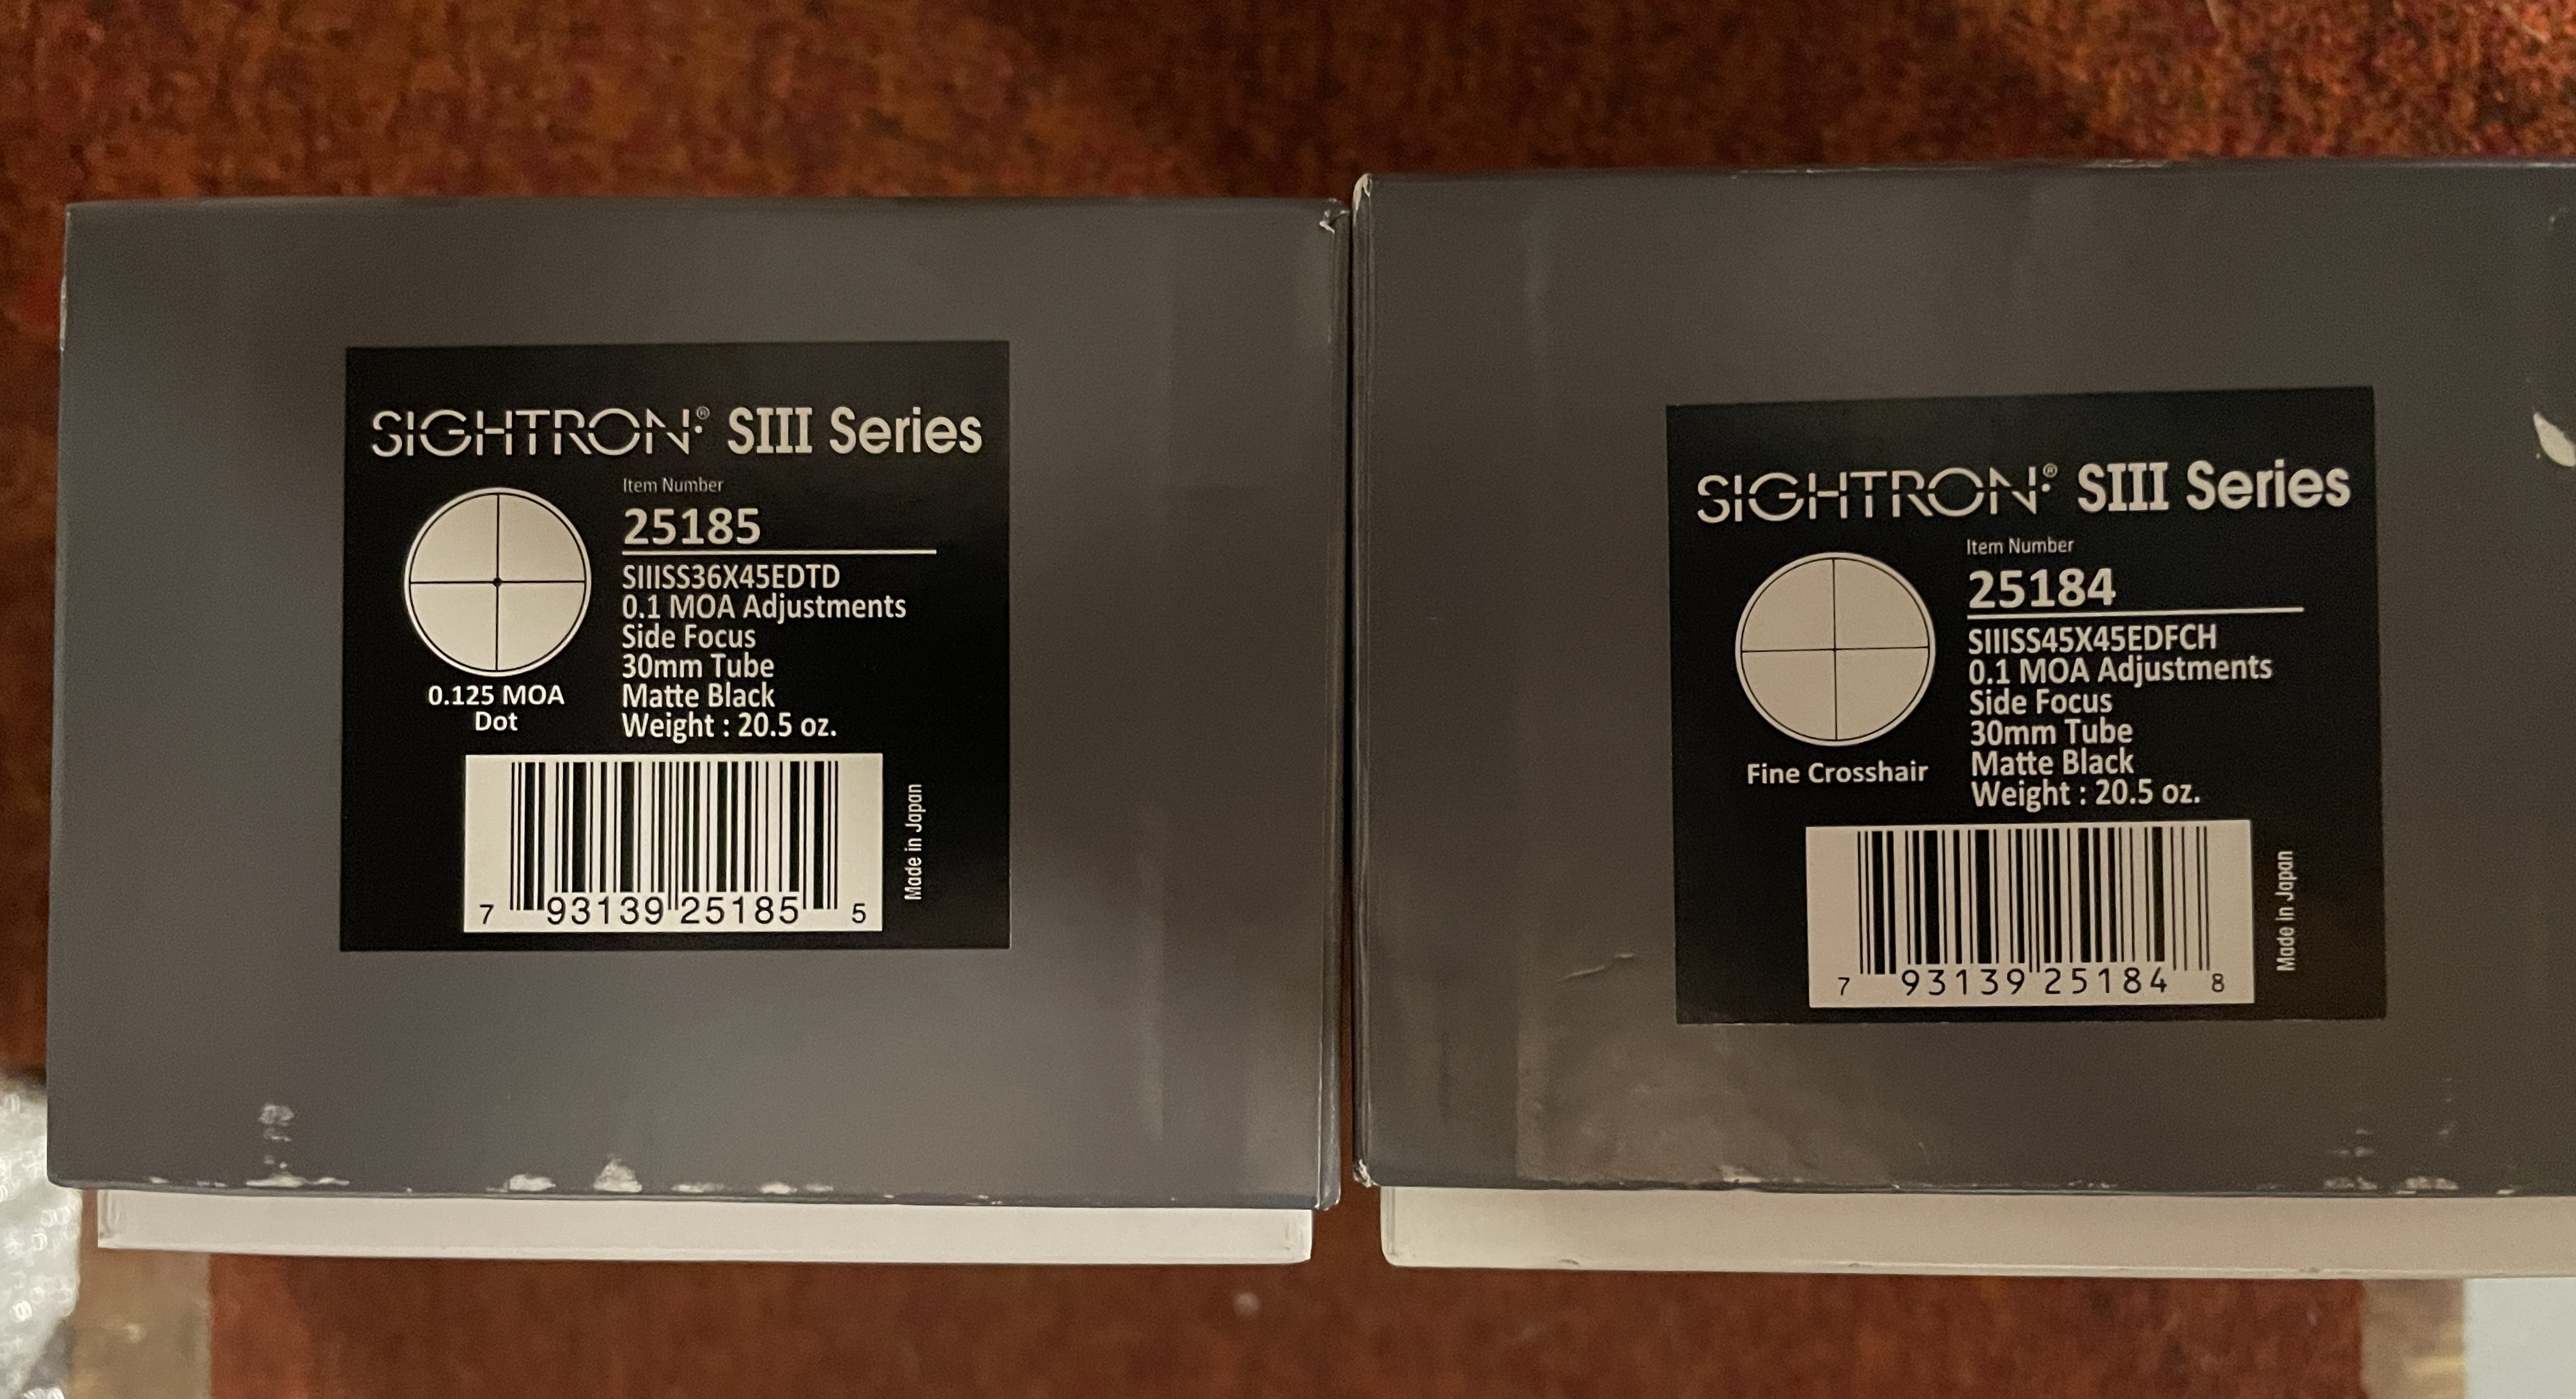 SIGHTRON® SIII Series
Item Number
25185
SIIISS36X45EDTD
0.1 MOA Adjustments
Side Focus
30mm Tube
Matte Black
Weight : 20.5 oz.
0.125 MOA
Dot
7 93139 25185 5
Made in Japan
SIGHTRON® SIII Series
Item Number
25184
SIIISS45X45EDFCH
0.1 MOA Adjustments
Side Focus
30mm Tube
Matte Black
Weight : 20.5 oz.
Fine Crosshair
7 93139 25184 8
Made in Japan